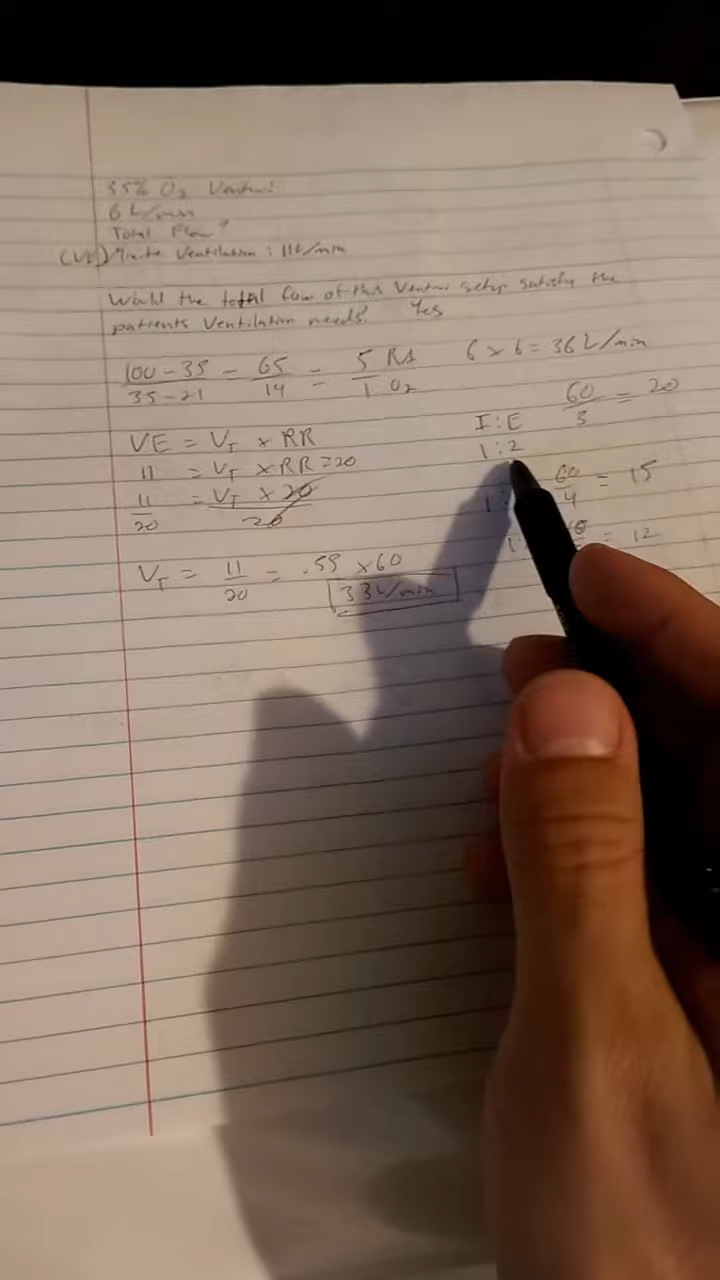 35% O2 Venturi
6 L/min
Total Flow?
(VE) Minute Ventilation: 11L/min
Would the total flow of this Venturi setup satisfy the
patients Ventilation needs? Yes
100-35 / 35-21 = 65 / 14 = 5 RA / 1 O2
6 x 6 = 36 L/min
VE = VT x RR
11 = VT x RR=20
11 / 20 = VT x 20 / 20
VT = 11 / 20 = .55 x 60
33L/min
I:E 60 / 3 = 20
1:2
1: 60 / 4 = 15
1: = 12